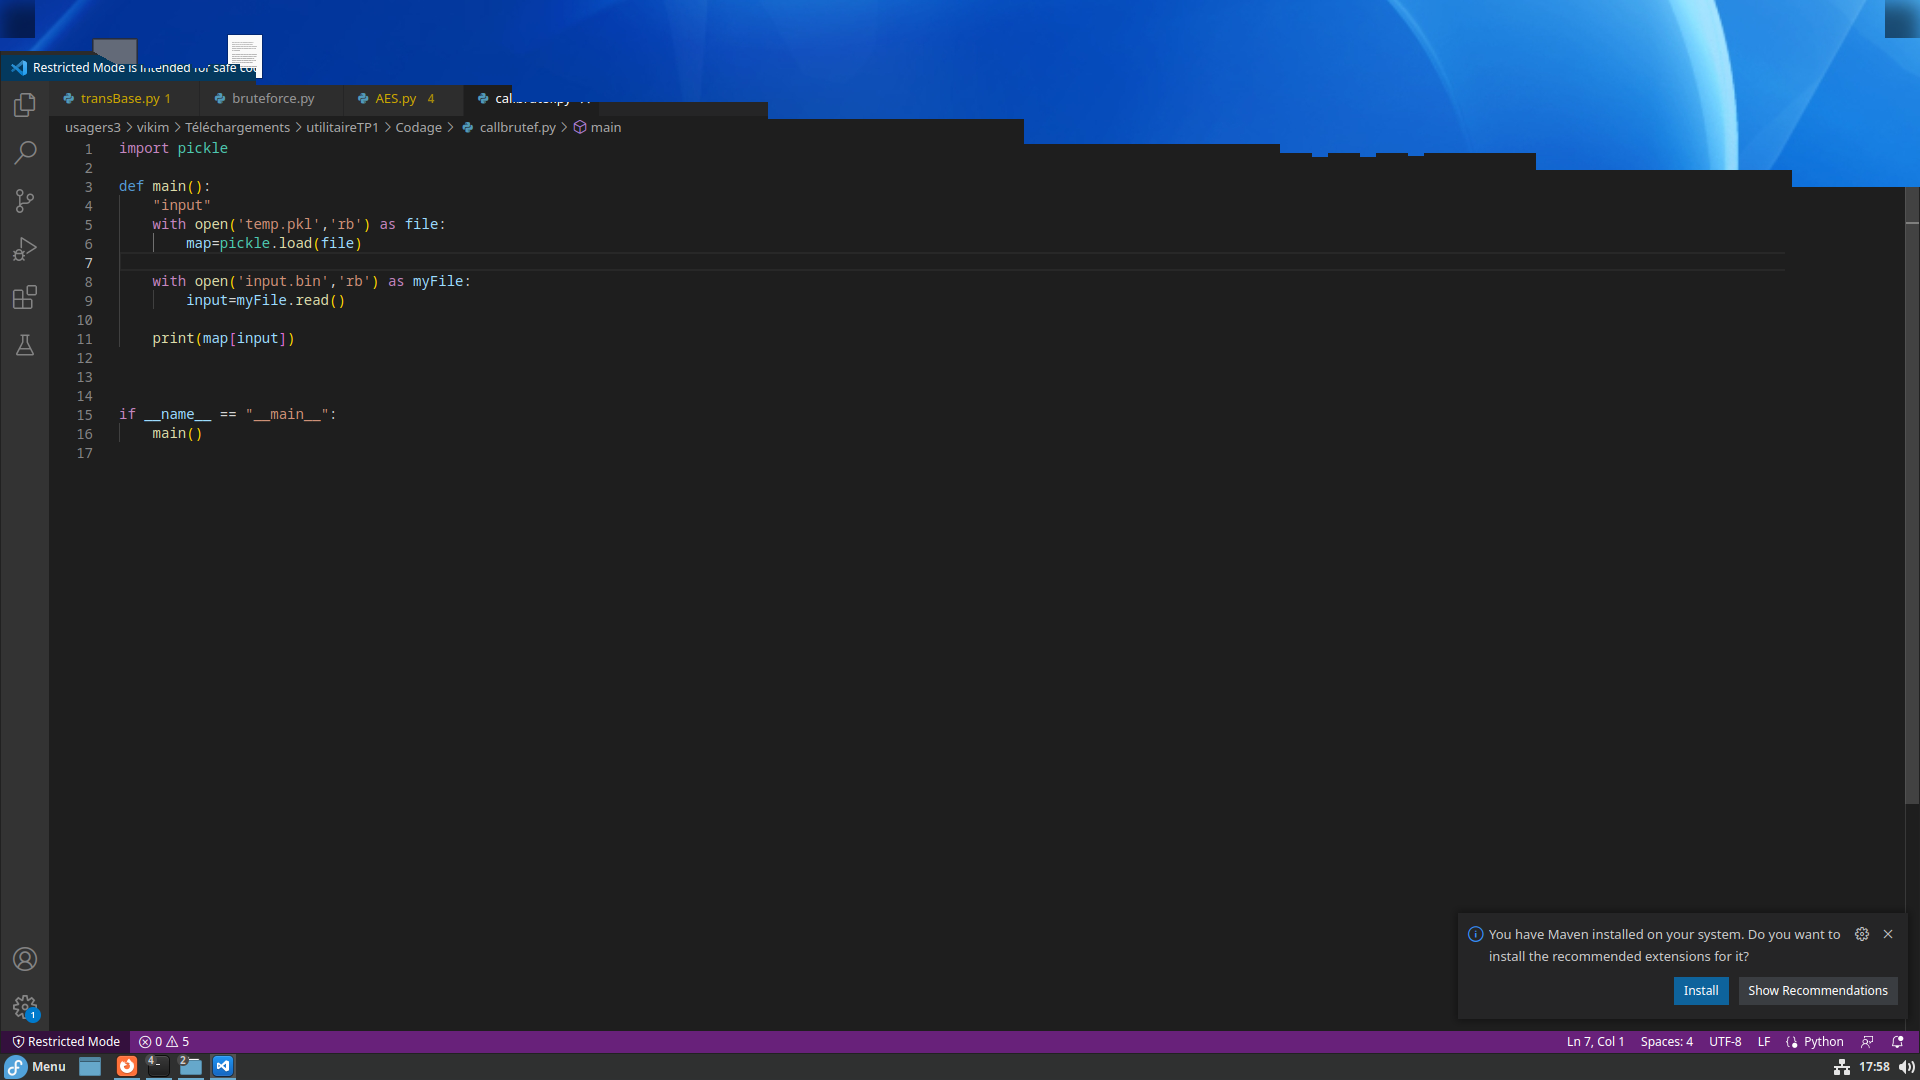 Restricted Mode is intended for safe
transBase.py 1
bruteforce.py
AES.py 4
usagers3 > vikim > Téléchargements > utilitaireTP1 > Codage > callbrutef.py > main
1 import pickle
2
3 def main():
4 "input"
5 with open('temp.pkl','rb') as file:
6 map=pickle.load(file)
7
8 with open('input.bin','rb') as myFile:
9 input=myFile.read()
10
11 print(map[input])
12
13
14
15 if __name__ == "__main__":
16 main()
17
You have Maven installed on your system. Do you want to
install the recommended extensions for it?
Install Show Recommendations
1
Restricted Mode 0 5 Ln 7, Col 1 Spaces: 4 UTF-8 LF Python
Menu 4 2 17:58